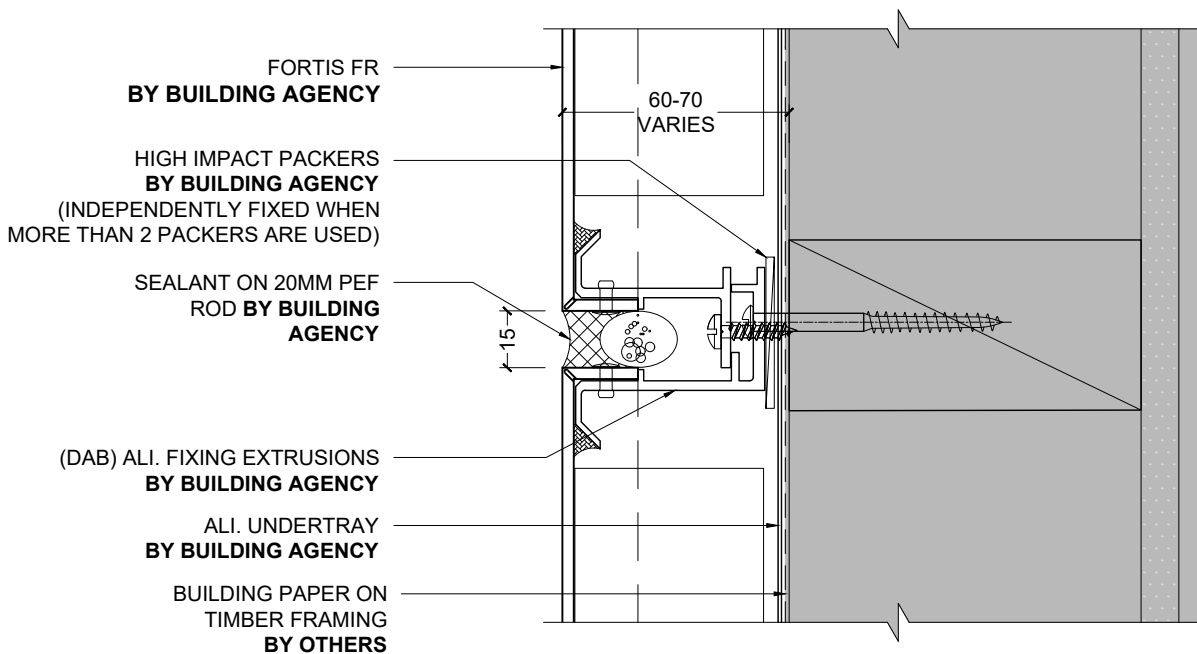 FORTIS FR
BY BUILDING AGENCY
60-70
VARIES
HIGH IMPACT PACKERS
BY BUILDING AGENCY
(INDEPENDENTLY FIXED WHEN
MORE THAN 2 PACKERS ARE USED)
SEALANT ON 20MM PEF
ROD BY BUILDING
AGENCY
15
(DAB) ALI. FIXING EXTRUSIONS
BY BUILDING AGENCY
ALI. UNDERTRAY
BY BUILDING AGENCY
BUILDING PAPER ON
TIMBER FRAMING
BY OTHERS